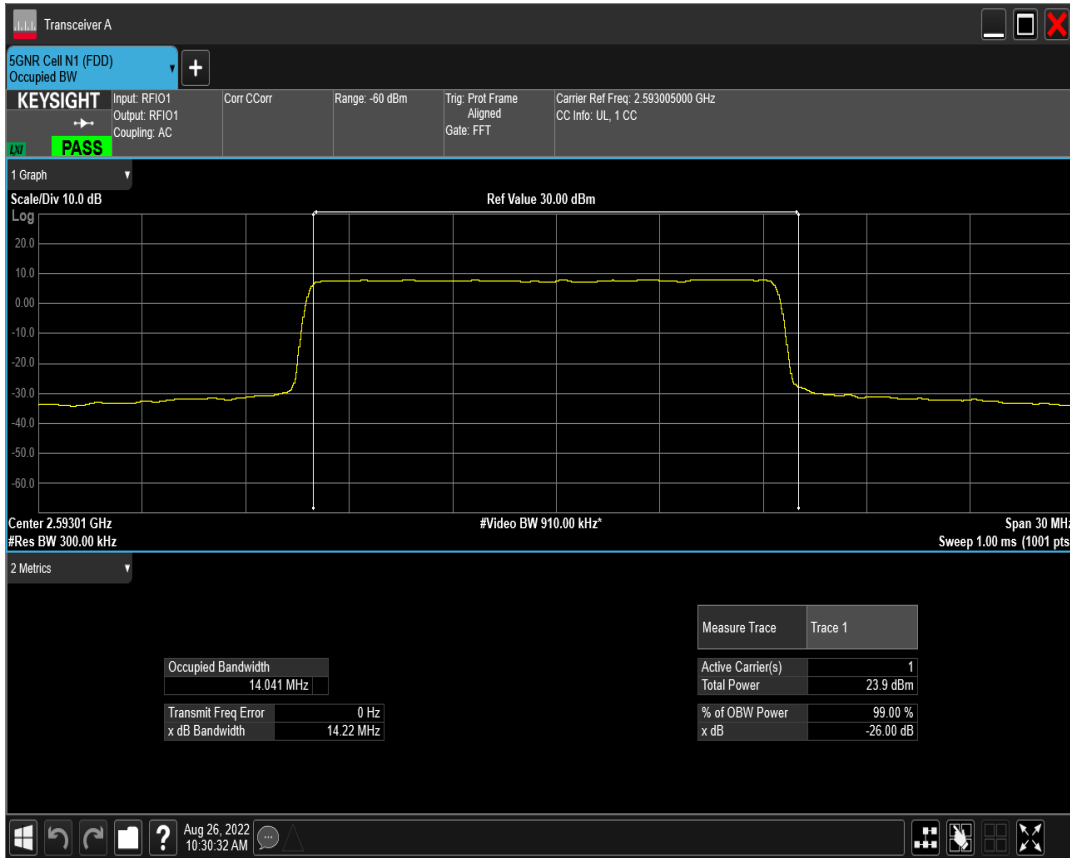 Transceiver A
5GNR Cell N1 (FDD)
Occupied BW
+
KEYSIGHT
LXI
PASS
Input: RFIO1
Output: RFIO1
Coupling: AC
Corr CCorr
Range: -60 dBm
Trig: Prot Frame
Aligned
Gate: FFT
Carrier Ref Freq: 2.593005000 GHz
CC Info: UL, 1 CC
1 Graph
Scale/Div 10.0 dB
Ref Value 30.00 dBm
Log
20.0
10.0
0.00
-10.0
-20.0
-30.0
-40.0
-50.0
-60.0
Center 2.59301 GHz
#Video BW 910.00 kHz*
Span 30 MHz
#Res BW 300.00 kHz
Sweep 1.00 ms (1001 pts
2 Metrics
Measure Trace Trace 1
Occupied Bandwidth
14.041 MHz
Active Carrier(s) 1
Total Power 23.9 dBm
Transmit Freq Error 0 Hz
x dB Bandwidth 14.22 MHz
% of OBW Power 99.00 %
x dB -26.00 dB
?
Aug 26, 2022
10:30:32 AM